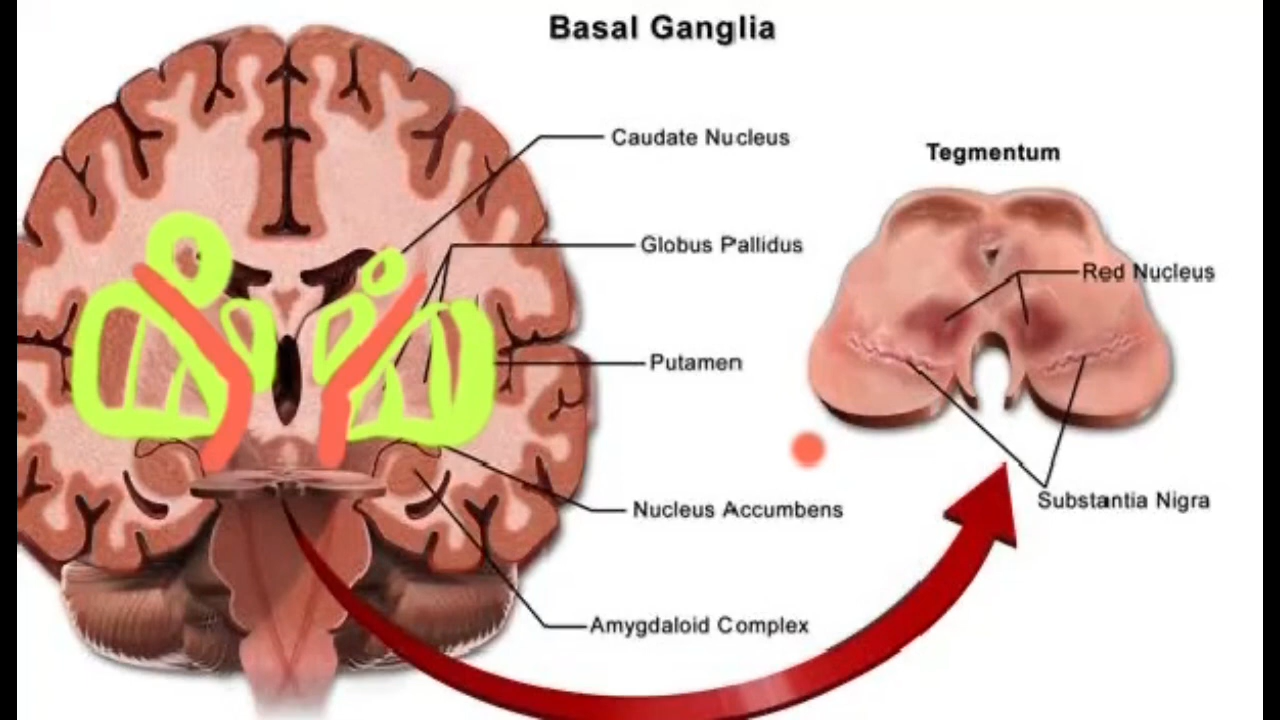 Basal Ganglia
Caudate Nucleus
Globus Pallidus
Putamen
Nucleus Accumbens
Amygdaloid Complex
Tegmentum
Red Nucleus
Substantia Nigra